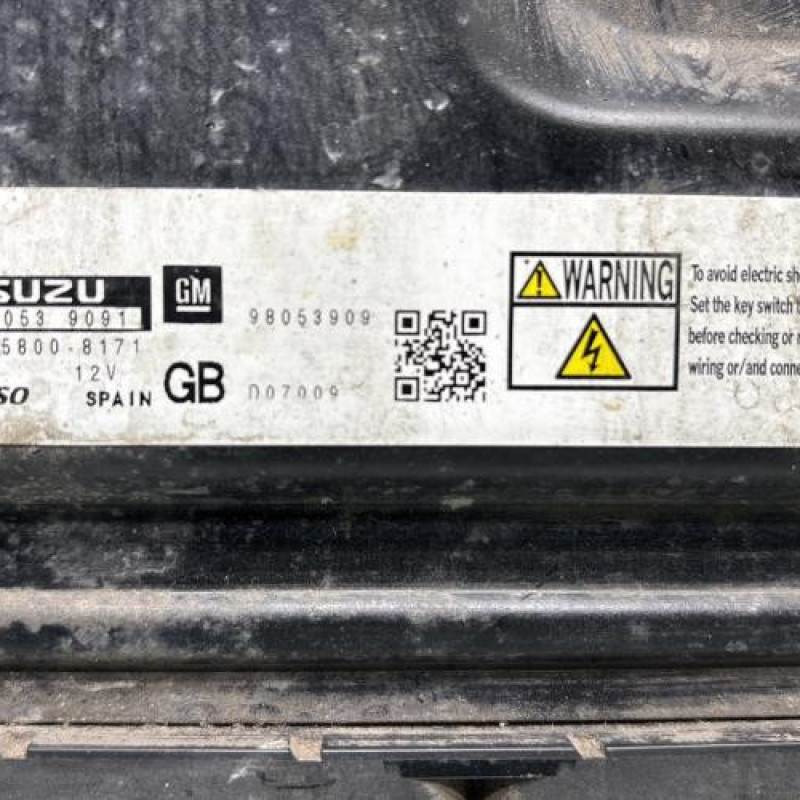 SUZU
053 9091
5800-8171
12V
SO
SPAIN
GM
GB
98053909
D07009
WARNING
To avoid electric sh
Set the key switch
before checking or
wiring or/and conne